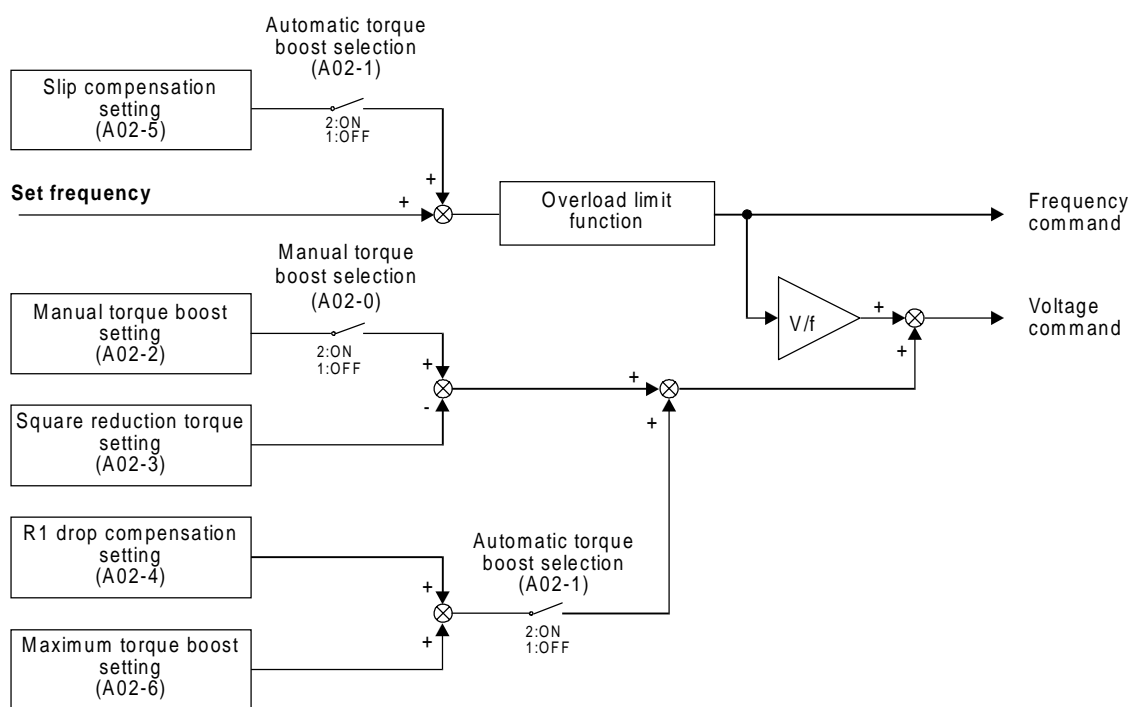 Automatic torque
boost selection
(A02-1)
Slip compensation
setting
(A02-5)
2:ON
1:OFF
+
Set frequency
+
Overload limit
function
Frequency
command
Manual torque
boost selection
(A02-0)
Manual torque boost
setting
(A02-2)
2:ON
1:OFF
+
V/f
+
+
Voltage
command
-
+
+
Square reduction torque
setting
(A02-3)
R1 drop compensation
setting
(A02-4)
+
Automatic torque
boost selection
(A02-1)
2:ON
1:OFF
+
Maximum torque boost
setting
(A02-6)